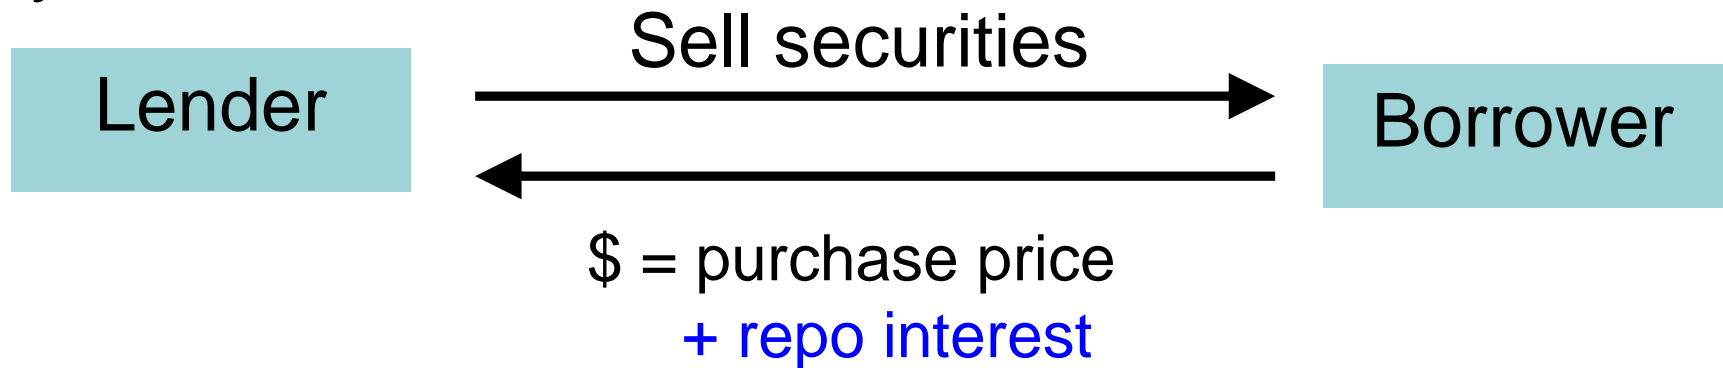 Sell securities
Lender
Borrower
$ = purchase price
+ repo interest